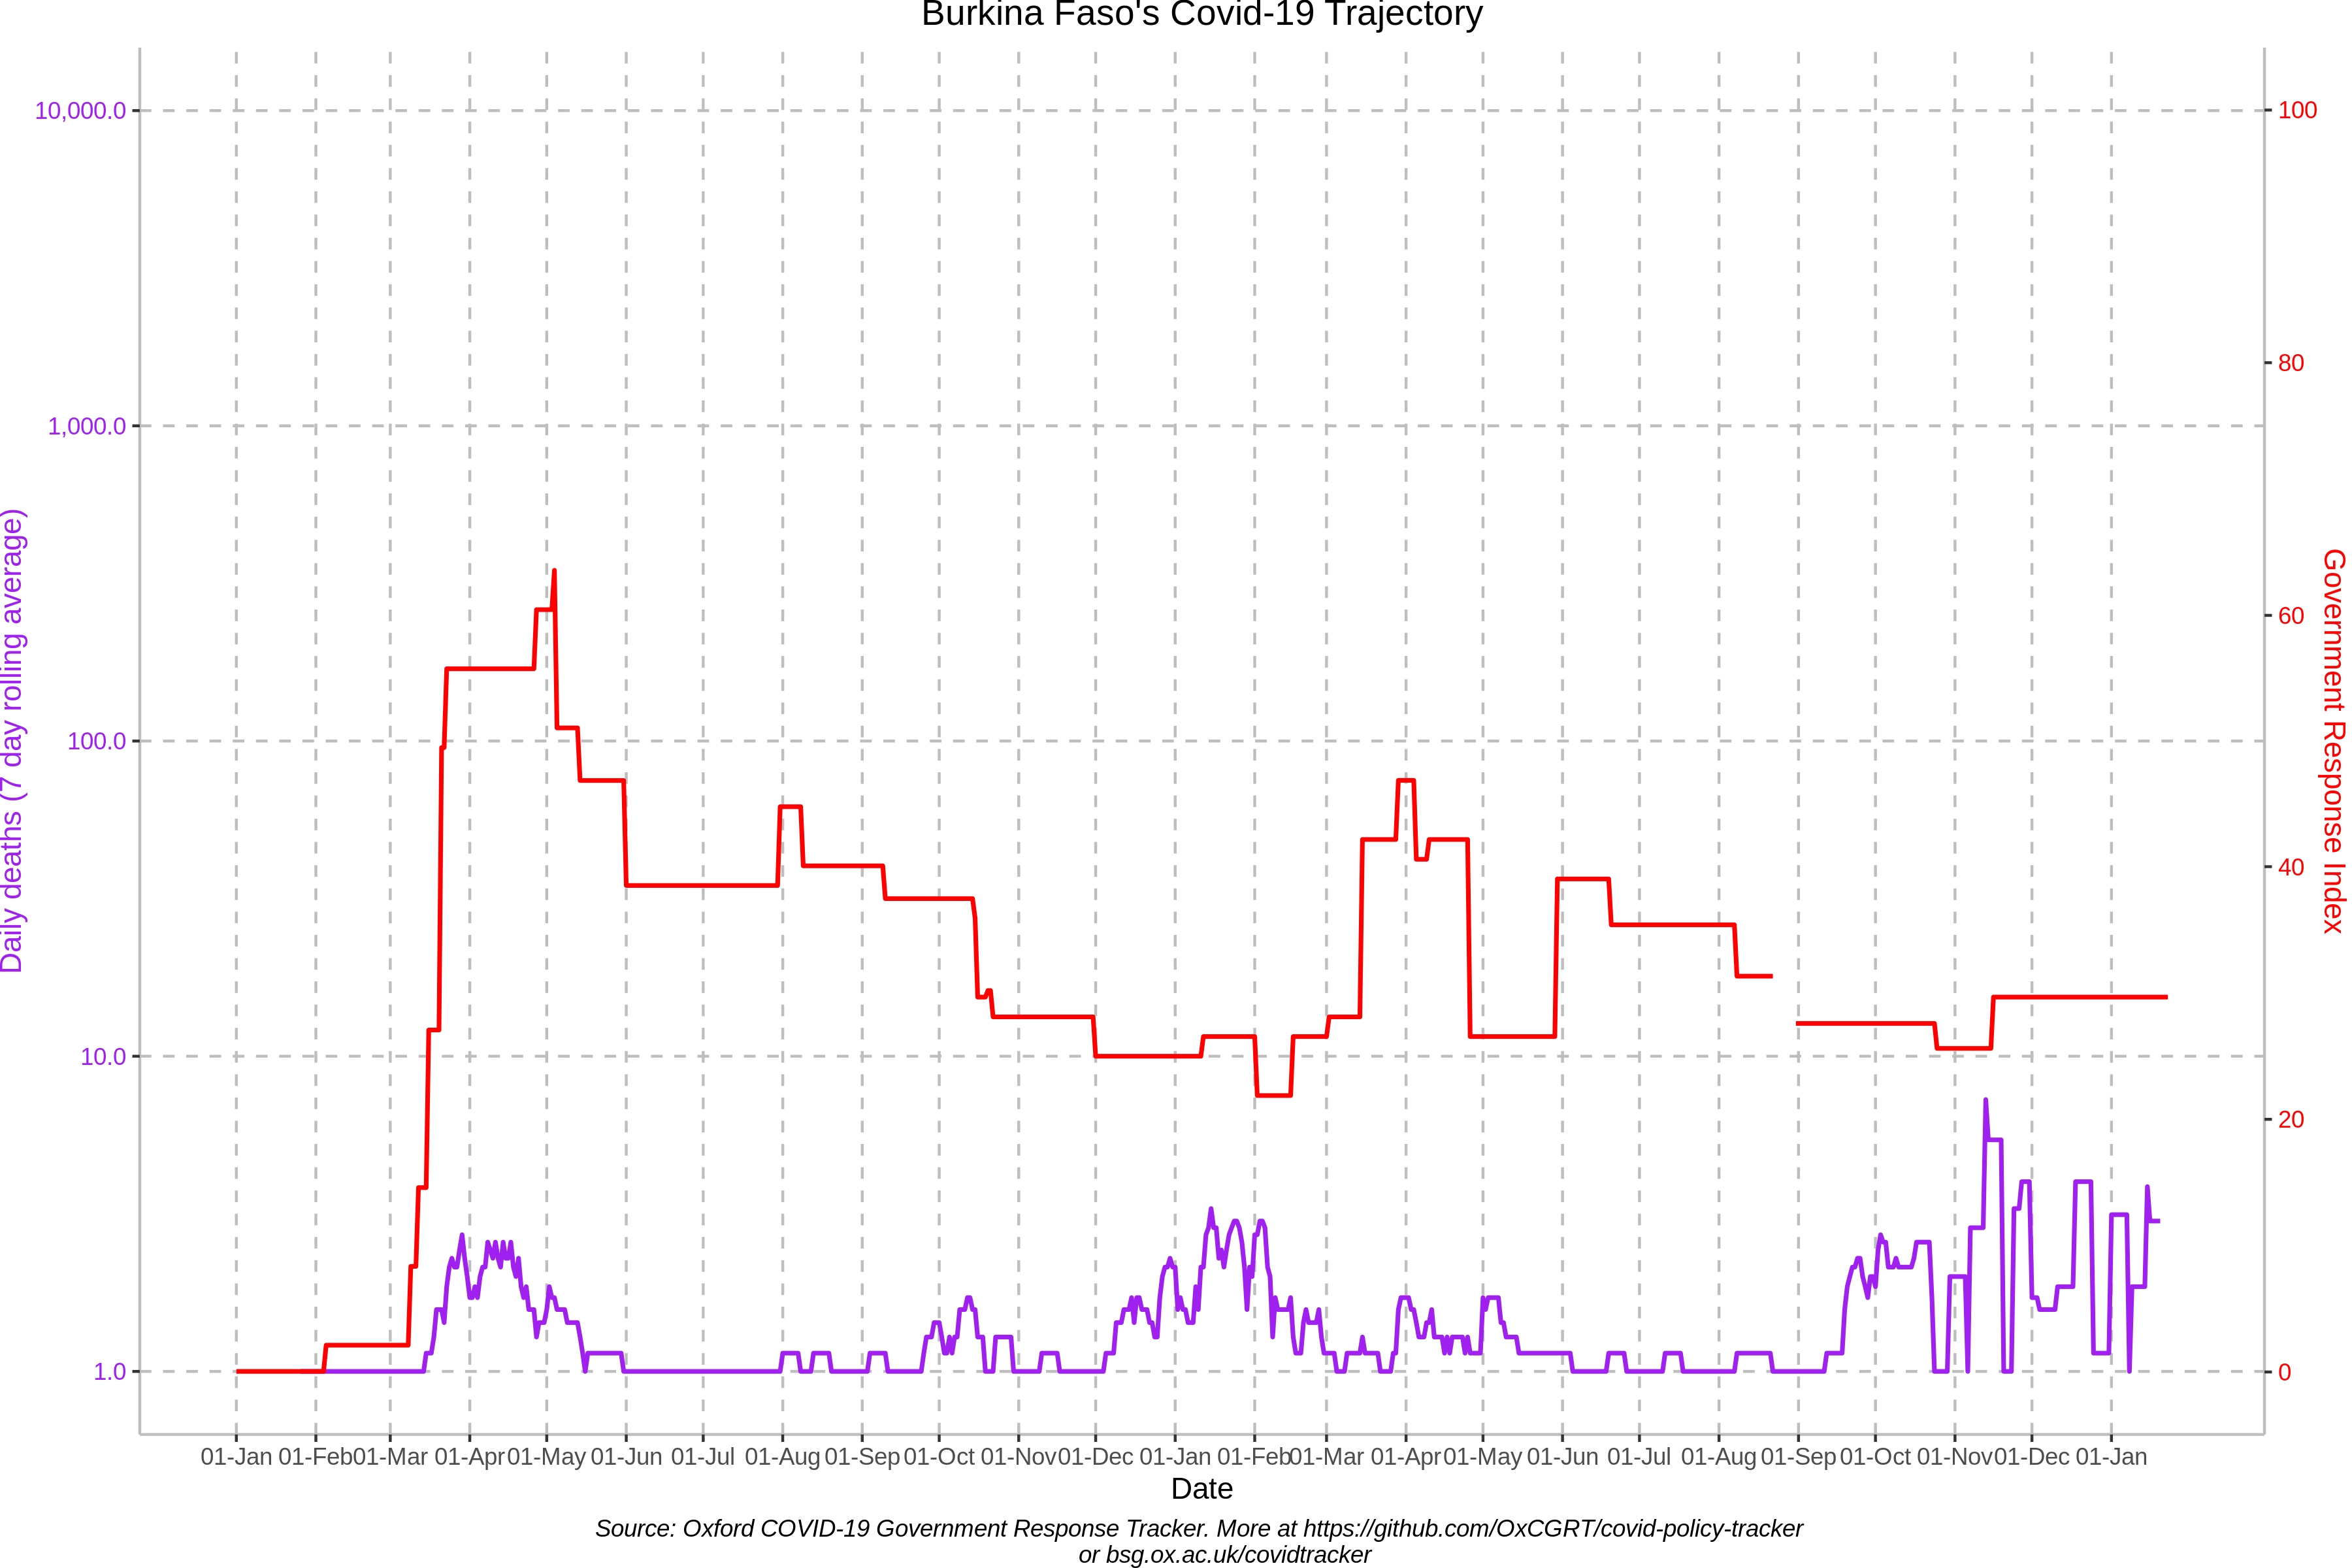 Burkina Faso's Covid-19 Trajectory
Daily deaths (7 day rolling average)
10,000.0
1,000.0
100.0
10.0
1.0
100
80
60
40
20
0
Government Response Index
01-Jan 01-Feb 01-Mar 01-Apr 01-May 01-Jun 01-Jul 01-Aug 01-Sep 01-Oct 01-Nov 01-Dec 01-Jan 01-Feb 01-Mar 01-Apr 01-May 01-Jun 01-Jul 01-Aug 01-Sep 01-Oct 01-Nov 01-Dec 01-Jan
Date
Source: Oxford COVID-19 Government Response Tracker. More at https://github.com/OxCGRT/covid-policy-tracker
or bsg.ox.ac.uk/covidtracker